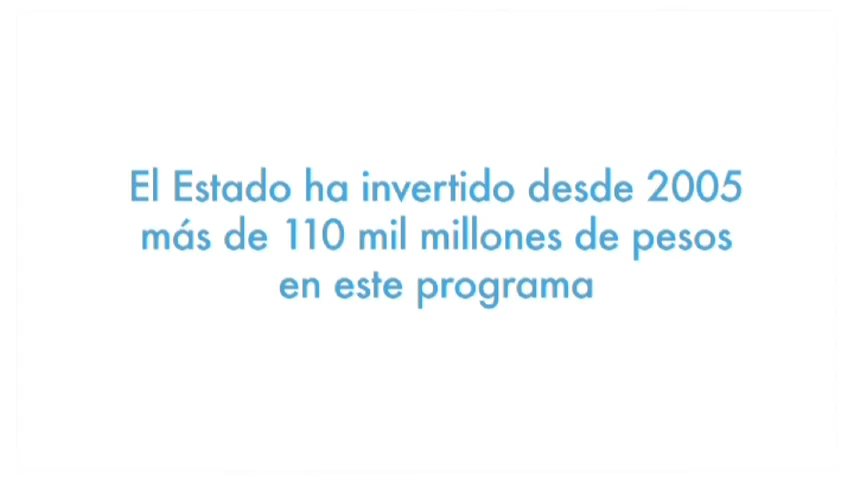 El Estado ha invertido desde 2005
más de 110 mil millones de pesos
en este programa